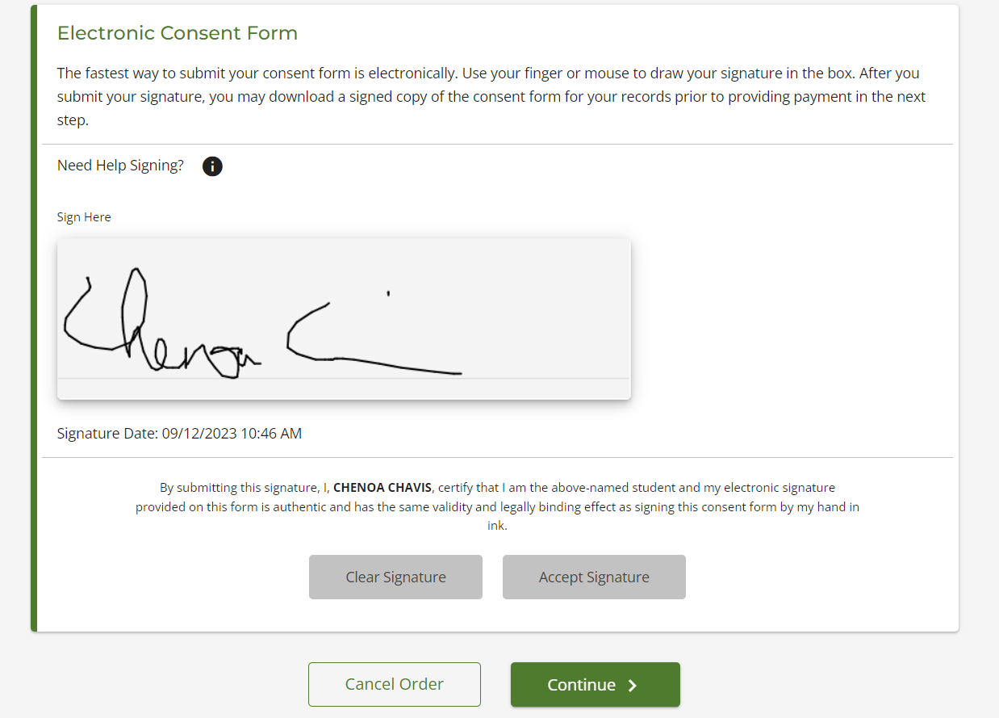 Electronic Consent Form
The fastest way to submit your consent form is electronically. Use your finger or mouse to draw your signature in the box. After you
submit your signature, you may download a signed copy of the consent form for your records prior to providing payment in the next
step.
Need Help Signing?
Sign Here
Chenoa C
Signature Date: 09/12/2023 10:46 AM
By submitting this signature, I, CHENOA CHAVIS, certify that I am the above-named student and my electronic signature
provided on this form is authentic and has the same validity and legally binding effect as signing this consent form by my hand in
ink.
Clear Signature Accept Signature
Cancel Order Continue